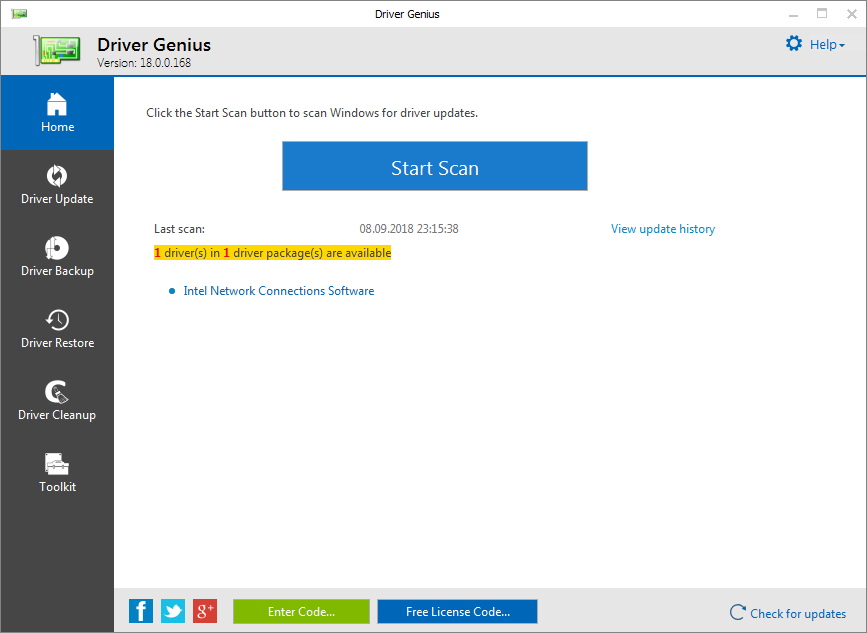 Driver Genius
Driver Genius
Version: 18.0.0.168
Help
Home
Driver Update
Driver Backup
Driver Restore
Driver Cleanup
Toolkit
Click the Start Scan button to scan Windows for driver updates.
Start Scan
Last scan: 08.09.2018 23:15:38 View update history
1 driver(s) in 1 driver package(s) are available
Intel Network Connections Software
f g+ Enter Code... Free License Code... Check for updates